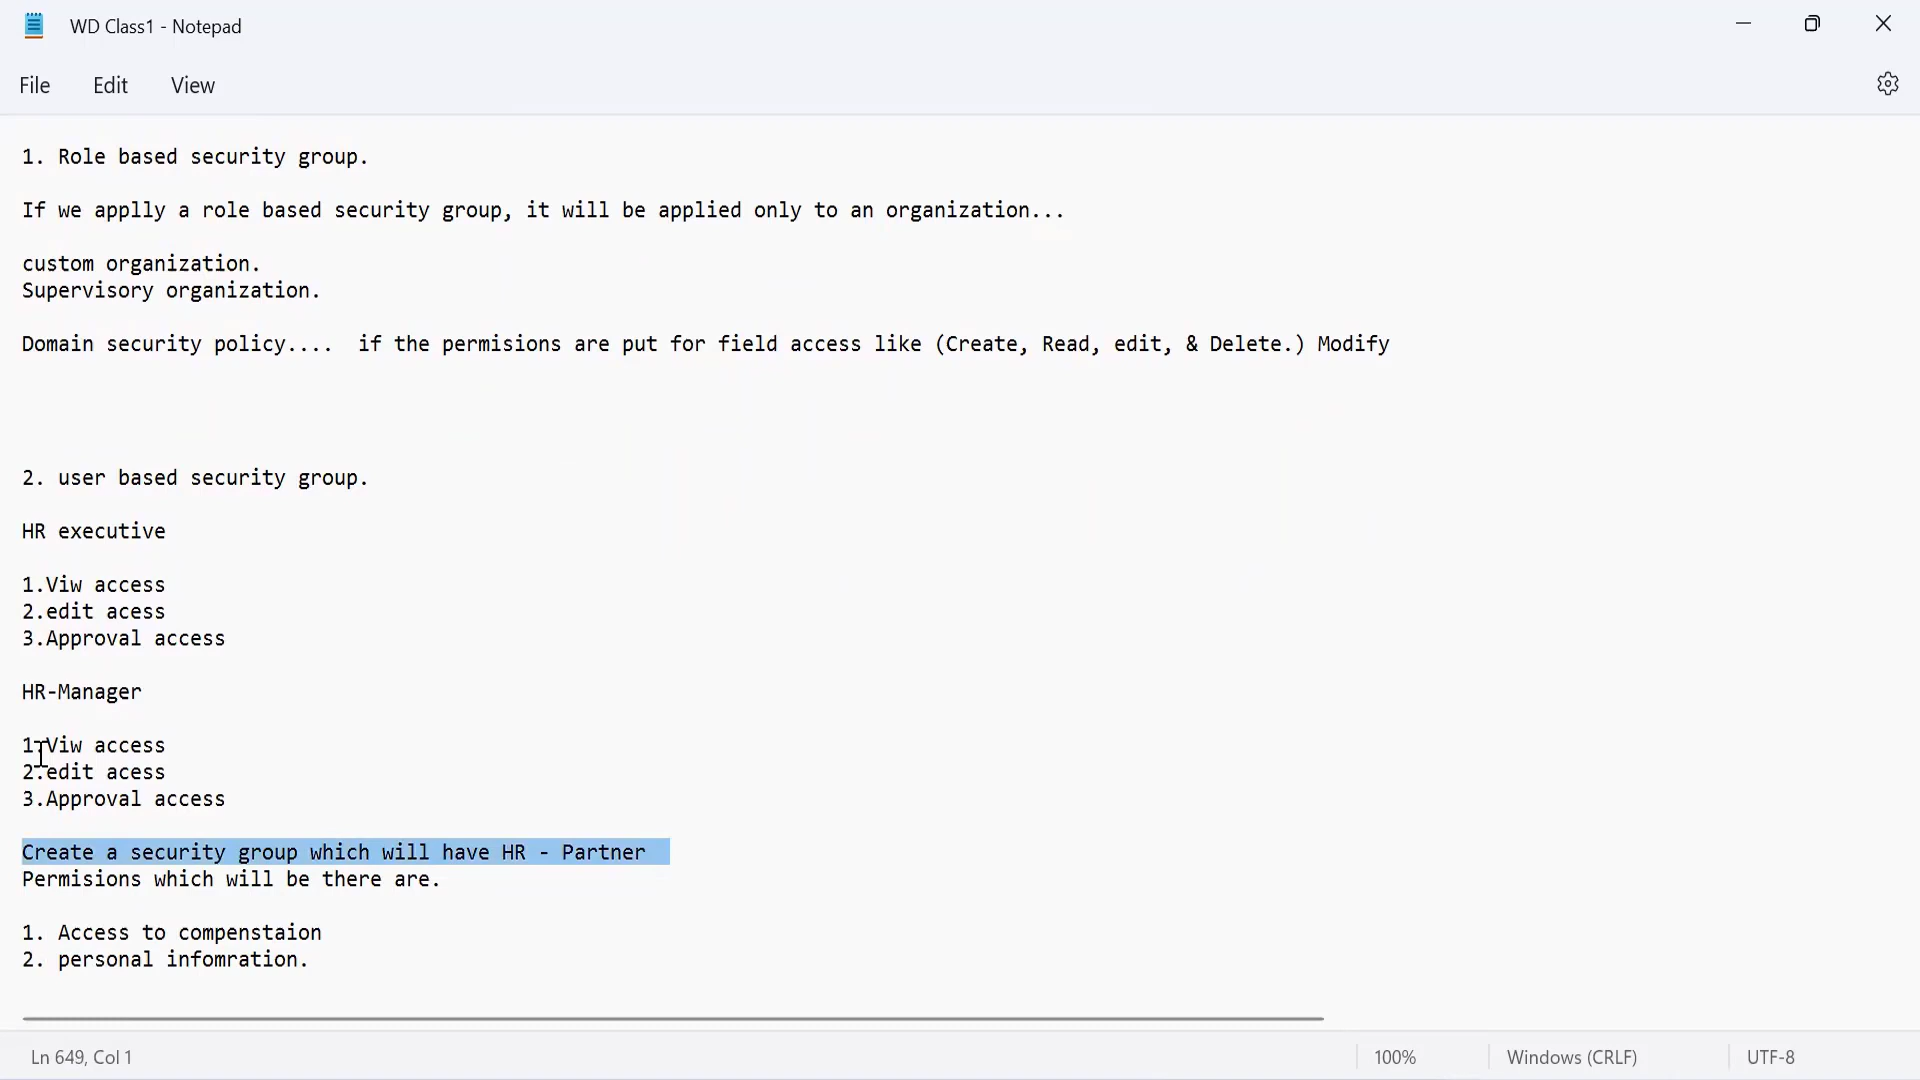 WD Class1 - Notepad
File Edit View
1. Role based security group.
If we applly a role based security group, it will be applied only to an organization...
custom organization.
Supervisory organization.
Domain security policy.... if the permisions are put for field access like (Create, Read, edit, & Delete.) Modify
2. user based security group.
HR executive
1.Viw access
2.edit acess
3.Approval access
HR-Manager
1.Viw access
2.edit acess
3.Approval access
Create a security group which will have HR - Partner
Permisions which will be there are.
1. Access to compenstaion
2. personal infomration.
Ln 649, Col 1 100% Windows (CRLF) UTF-8